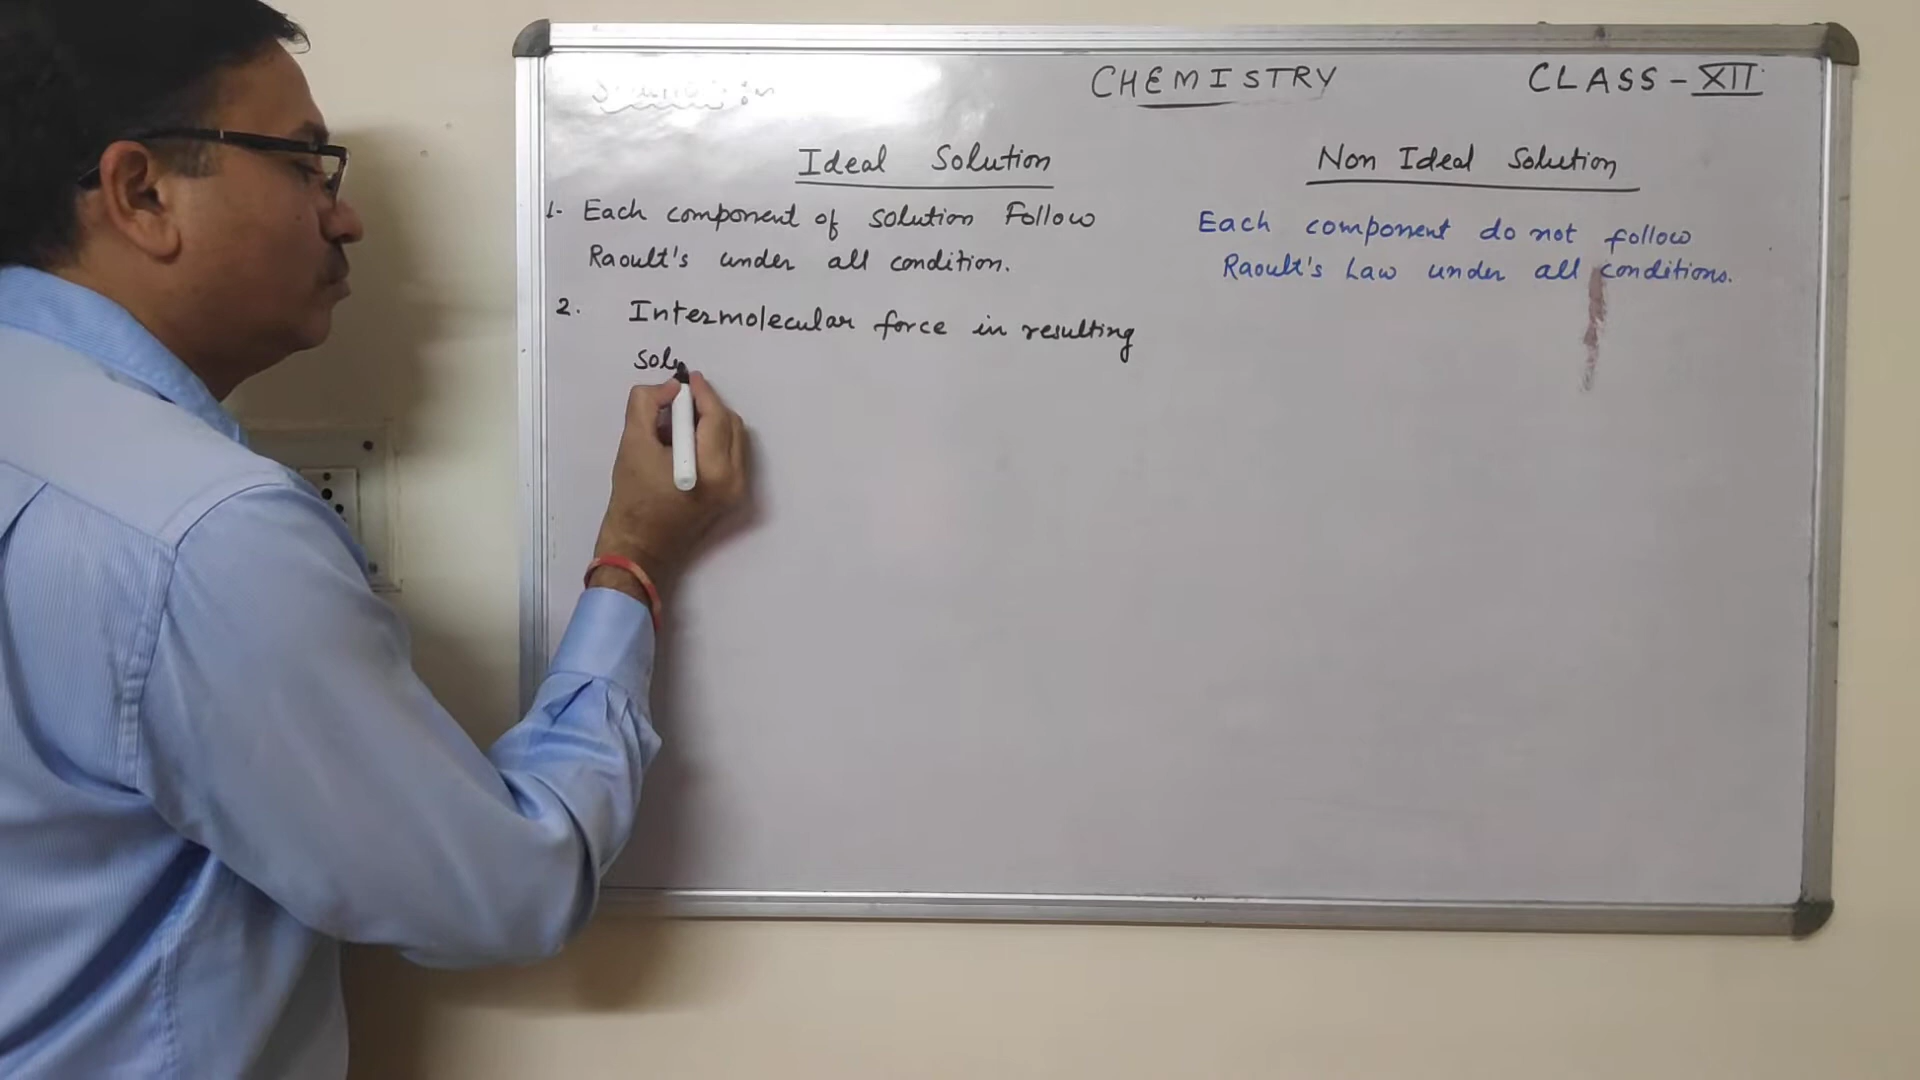 CHEMISTRY
CLASS - XII
Ideal Solution
1. Each component of solution Follow
Raoult's under all condition.
2. Intermolecular force in resulting
Solu
Non Ideal Solution
Each component do not follow
Raoult's Law under all conditions.